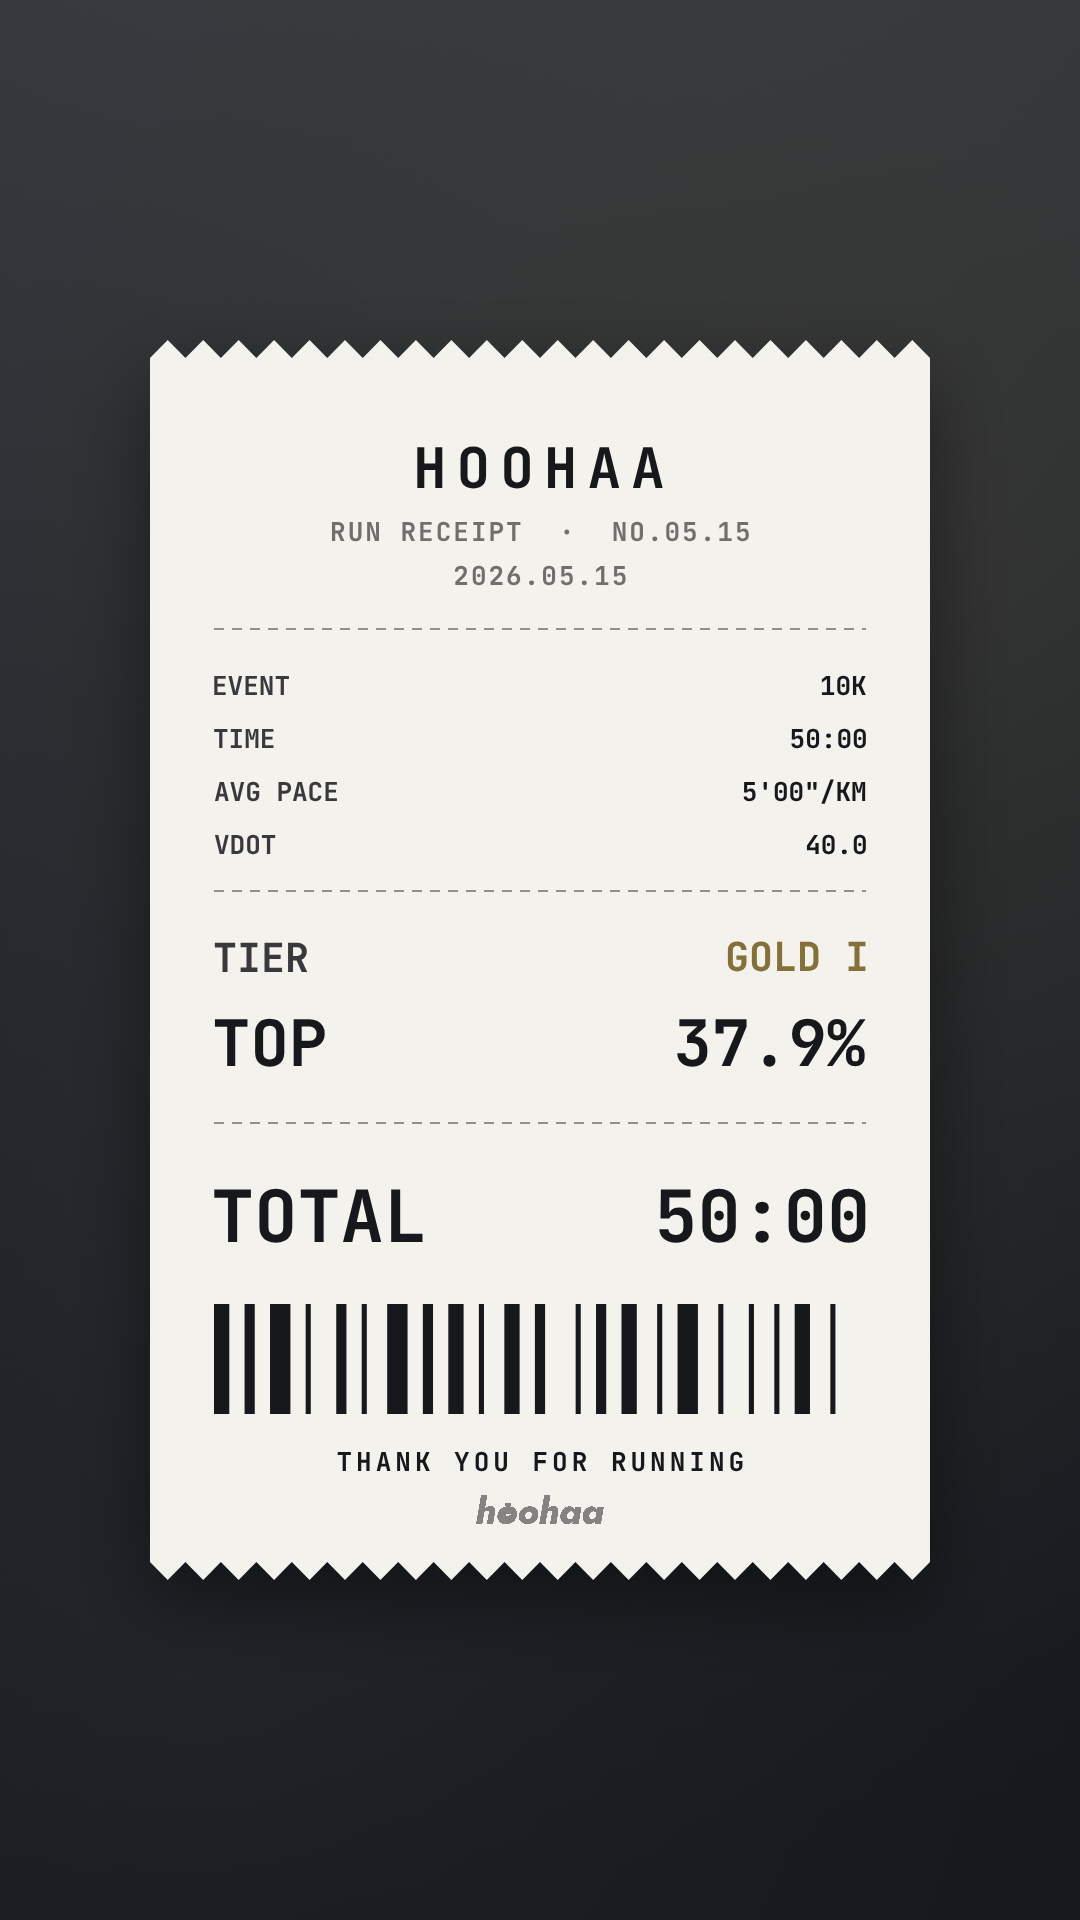 HOOHAA
RUN RECEIPT · NO.05.15
2026.05.15
EVENT 10K
TIME 50:00
AVG PACE 5'00"/KM
VDOT 40.0
TIER GOLD I
TOP 37.9%
TOTAL 50:00
THANK YOU FOR RUNNING
hoohaa